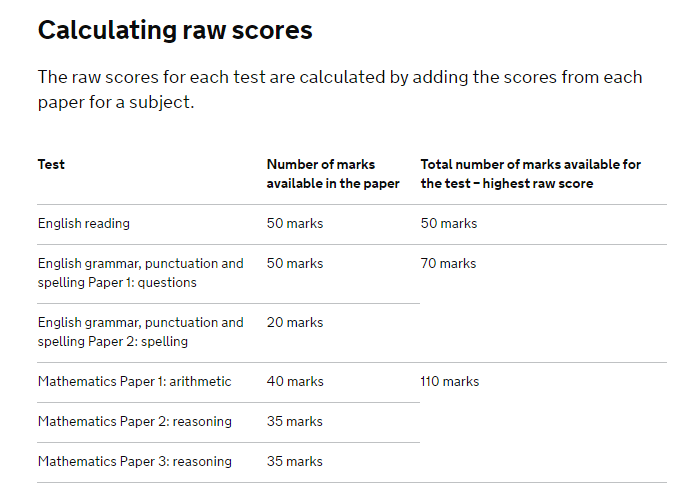 Calculating raw scores
The raw scores for each test are calculated by adding the scores from each
paper for a subject.
Test
Number of marks
available in the paper
Total number of marks available for
the test – highest raw score
English reading
50 marks
50 marks
English grammar, punctuation and
spelling Paper 1: questions
50 marks
70 marks
English grammar, punctuation and
spelling Paper 2: spelling
20 marks
Mathematics Paper 1: arithmetic
40 marks
110 marks
Mathematics Paper 2: reasoning
35 marks
Mathematics Paper 3: reasoning
35 marks